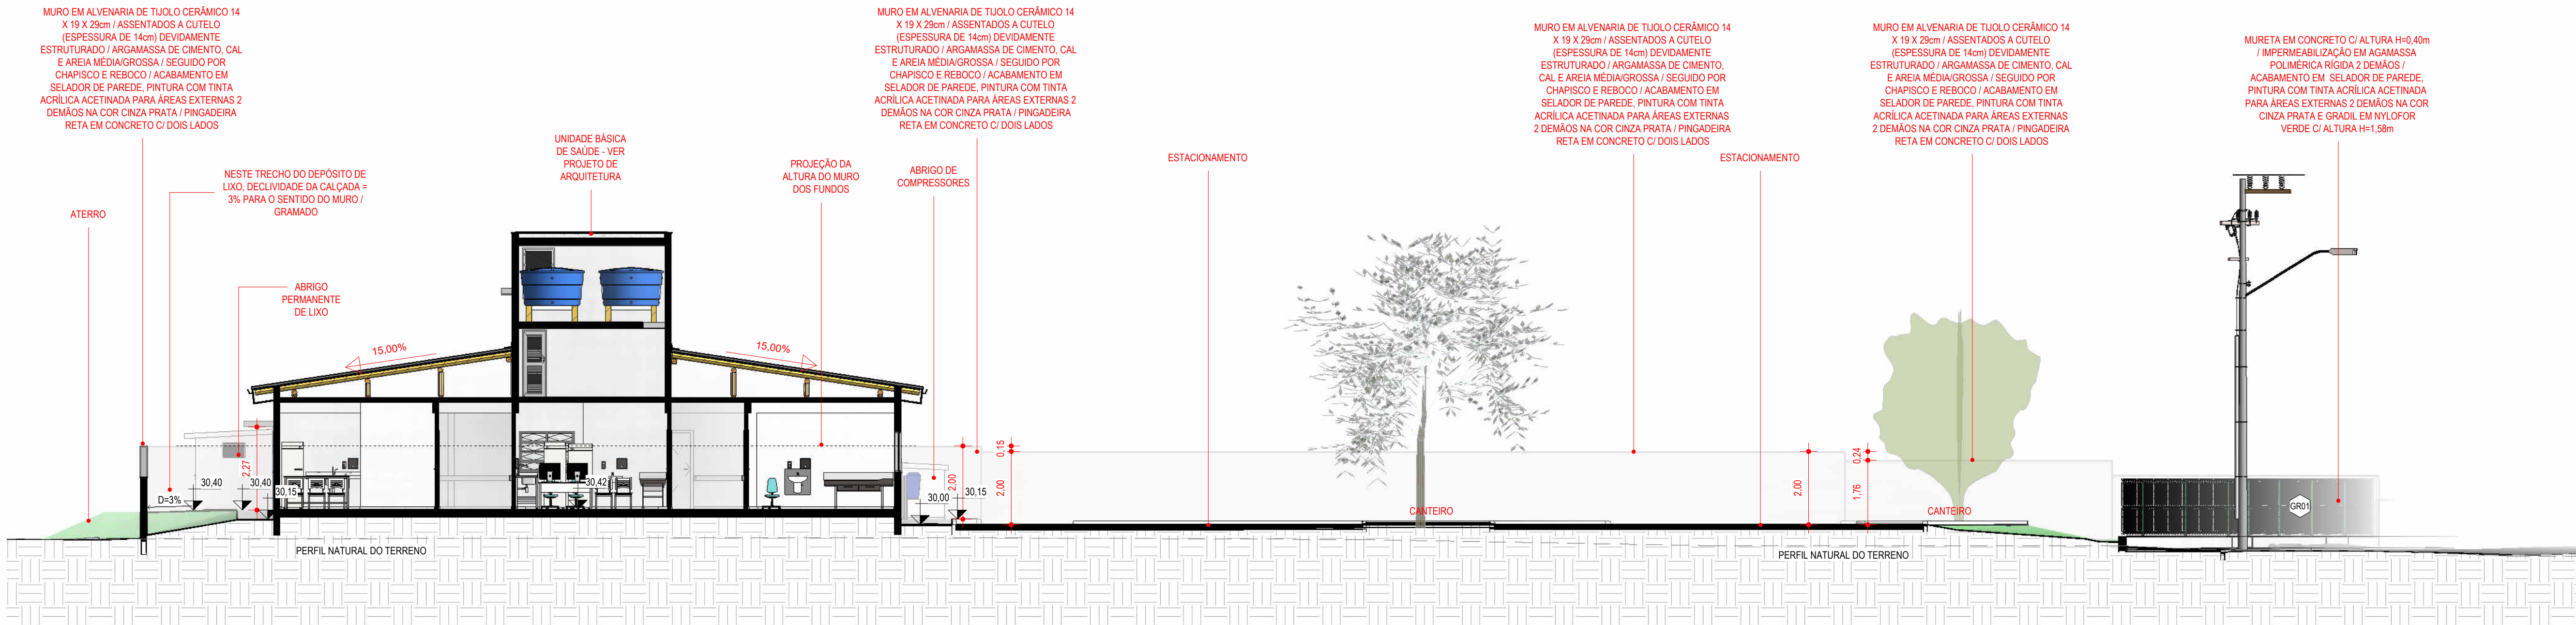 MURO EM ALVENARIA DE TIJOLO CERÂMICO 14
X 19 X 29cm / ASSENTADOS A CUTELO
(ESPESSURA DE 14cm) DEVIDAMENTE
ESTRUTURADO / ARGAMASSA DE CIMENTO, CAL
E AREIA MÉDIA/GROSSA / SEGUIDO POR
CHAPISCO E REBOCO / ACABAMENTO EM
SELADOR DE PAREDE, PINTURA COM TINTA
ACRÍLICA ACETINADA PARA ÁREAS EXTERNAS 2
DEMÃOS NA COR CINZA PRATA / PINGADEIRA
RETA EM CONCRETO C/ DOIS LADOS
MURO EM ALVENARIA DE TIJOLO CERÂMICO 14
X 19 X 29cm / ASSENTADOS A CUTELO
(ESPESSURA DE 14cm) DEVIDAMENTE
ESTRUTURADO / ARGAMASSA DE CIMENTO, CAL
E AREIA MÉDIA/GROSSA / SEGUIDO POR
CHAPISCO E REBOCO / ACABAMENTO EM
SELADOR DE PAREDE, PINTURA COM TINTA
ACRÍLICA ACETINADA PARA ÁREAS EXTERNAS 2
DEMÃOS NA COR CINZA PRATA / PINGADEIRA
RETA EM CONCRETO C/ DOIS LADOS
MURO EM ALVENARIA DE TIJOLO CERÂMICO 14
X 19 X 29cm / ASSENTADOS A CUTELO
(ESPESSURA DE 14cm) DEVIDAMENTE
ESTRUTURADO / ARGAMASSA DE CIMENTO,
CAL E AREIA MÉDIA/GROSSA / SEGUIDO POR
CHAPISCO E REBOCO / ACABAMENTO EM
SELADOR DE PAREDE, PINTURA COM TINTA
ACRÍLICA ACETINADA PARA ÁREAS EXTERNAS
2 DEMÃOS NA COR CINZA PRATA / PINGADEIRA
RETA EM CONCRETO C/ DOIS LADOS
MURO EM ALVENARIA DE TIJOLO CERÂMICO 14
X 19 X 29cm / ASSENTADOS A CUTELO
(ESPESSURA DE 14cm) DEVIDAMENTE
ESTRUTURADO / ARGAMASSA DE CIMENTO, CAL
E AREIA MÉDIA/GROSSA / SEGUIDO POR
CHAPISCO E REBOCO / ACABAMENTO EM
SELADOR DE PAREDE, PINTURA COM TINTA
ACRÍLICA ACETINADA PARA ÁREAS EXTERNAS
2 DEMÃOS NA COR CINZA PRATA / PINGADEIRA
RETA EM CONCRETO C/ DOIS LADOS
MURETA EM CONCRETO C/ ALTURA H=0,40m
/ IMPERMEABILIZAÇÃO EM AGAMASSA
POLIMÉRICA RÍGIDA 2 DEMÃOS /
ACABAMENTO EM SELADOR DE PAREDE,
PINTURA COM TINTA ACRÍLICA ACETINADA
PARA ÁREAS EXTERNAS 2 DEMÃOS NA COR
CINZA PRATA E GRADIL EM NYLOFOR
VERDE C/ ALTURA H=1,58m
ATERRO
NESTE TRECHO DO DEPÓSITO DE
LIXO, DECLIVIDADE DA CALÇADA =
3% PARA O SENTIDO DO MURO /
GRAMADO
ABRIGO
PERMANENTE
DE LIXO
UNIDADE BÁSICA
DE SAÚDE - VER
PROJETO DE
ARQUITETURA
PROJEÇÃO DA
ALTURA DO MURO
DOS FUNDOS
ABRIGO DE
COMPRESSORES
ESTACIONAMENTO
ESTACIONAMENTO
15,00%
15,00%
D=3%
30,40
2,27
30,40
30,15
30,42
30,00
2,00
30,15
0,15
2,00
CANTEIRO
2,00
0,24
1,76
CANTEIRO
GR01
PERFIL NATURAL DO TERRENO
PERFIL NATURAL DO TERRENO